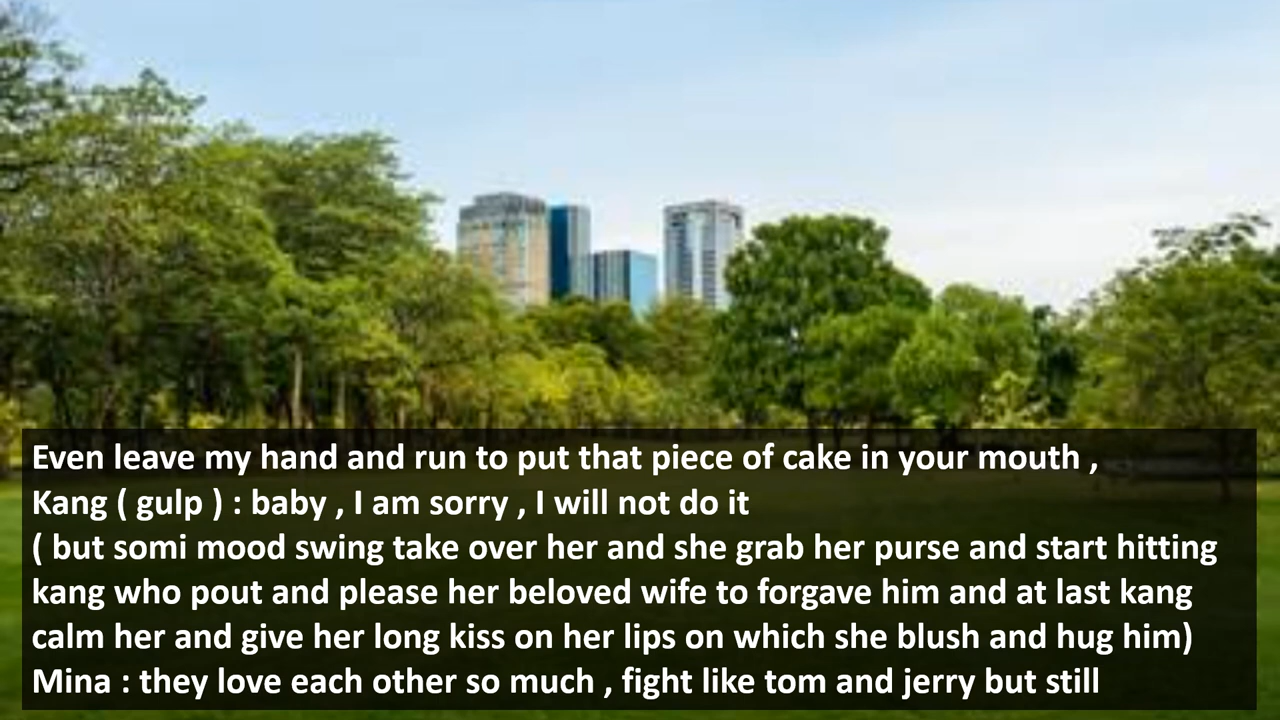 Even leave my hand and run to put that piece of cake in your mouth ,
Kang ( gulp ) : baby , I am sorry , I will not do it
( but somi mood swing take over her and she grab her purse and start hitting
kang who pout and please her beloved wife to forgave him and at last kang
calm her and give her long kiss on her lips on which she blush and hug him)
Mina : they love each other so much , fight like tom and jerry but still